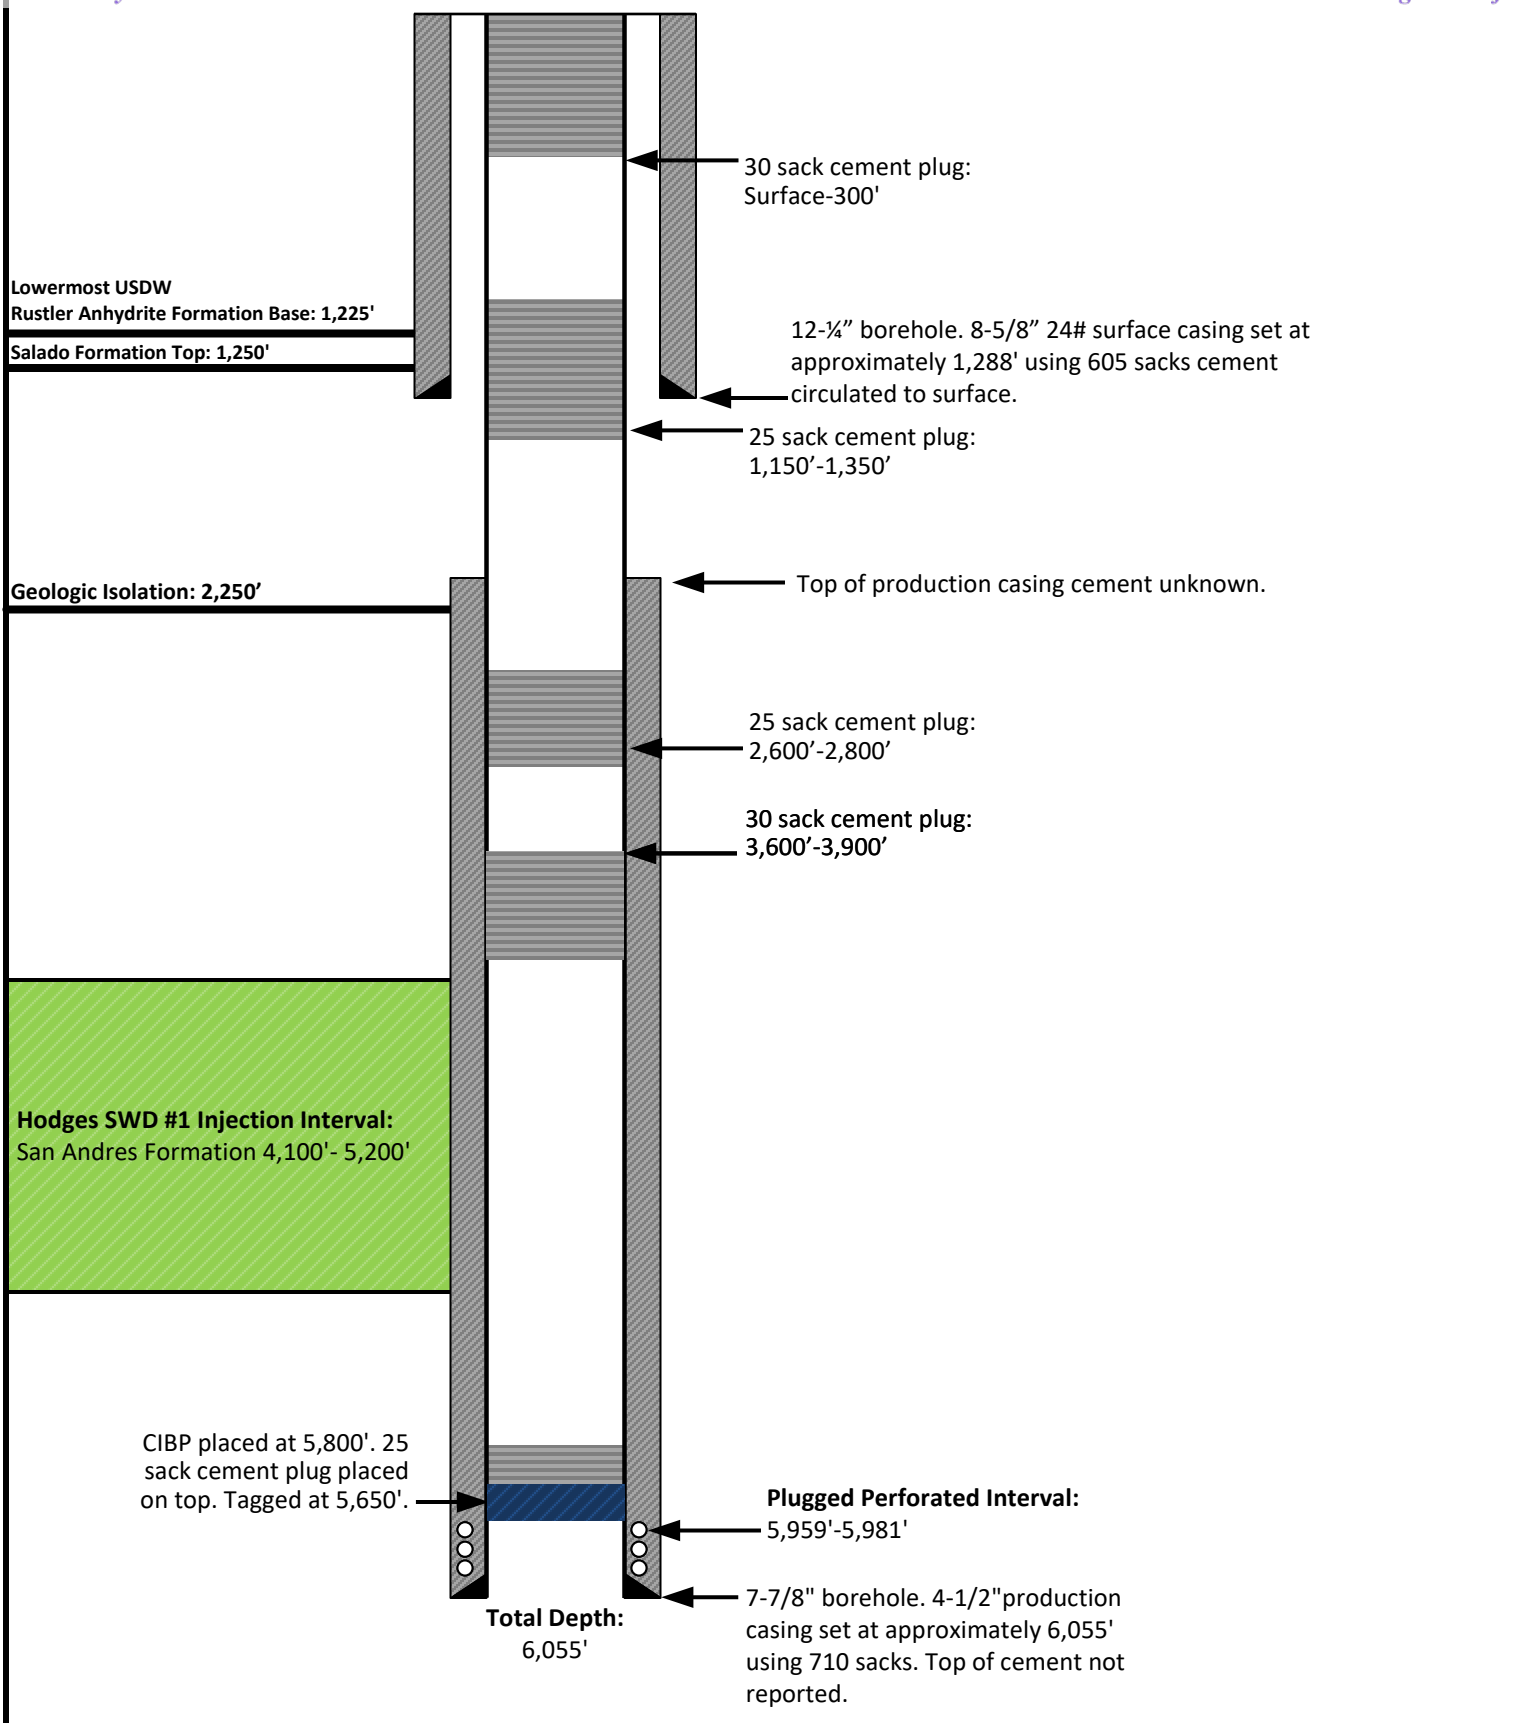 30 sack cement plug:
Surface-300'
Lowermost USDW
Rustler Anhydrite Formation Base: 1,225'
Salado Formation Top: 1,250'
12-¼” borehole. 8-5/8” 24# surface casing set at
approximately 1,288' using 605 sacks cement
circulated to surface.
25 sack cement plug:
1,150’-1,350’
Geologic Isolation: 2,250’
Top of production casing cement unknown.
25 sack cement plug:
2,600’-2,800’
30 sack cement plug:
3,600’-3,900’
Hodges SWD #1 Injection Interval:
San Andres Formation 4,100'- 5,200'
CIBP placed at 5,800'. 25
sack cement plug placed
on top. Tagged at 5,650'.
Plugged Perforated Interval:
5,959'-5,981'
7-7/8" borehole. 4-1/2"production
casing set at approximately 6,055'
using 710 sacks. Top of cement not
reported.
Total Depth:
6,055'